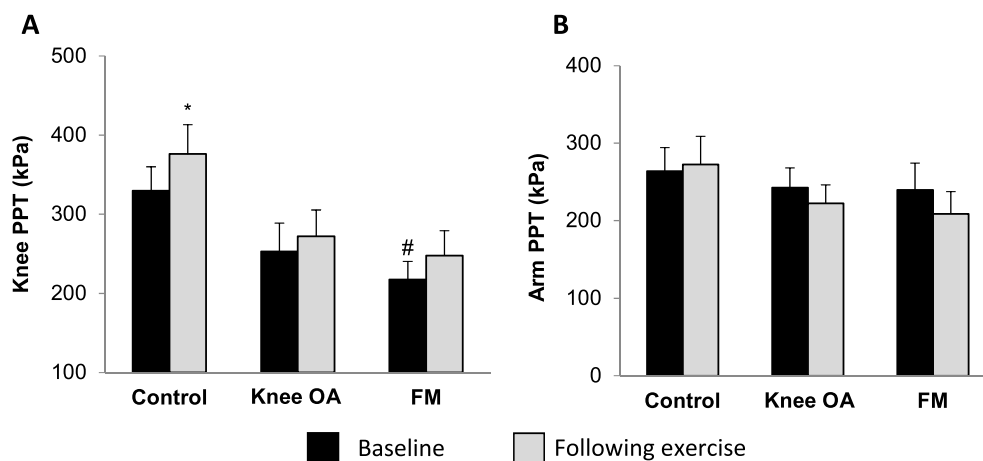 A
Knee PPT (kPa)
500
400
300
200
100
*
#
Control Knee OA FM
B
Arm PPT (kPa)
400
300
200
100
0
Control Knee OA FM
Baseline Following exercise